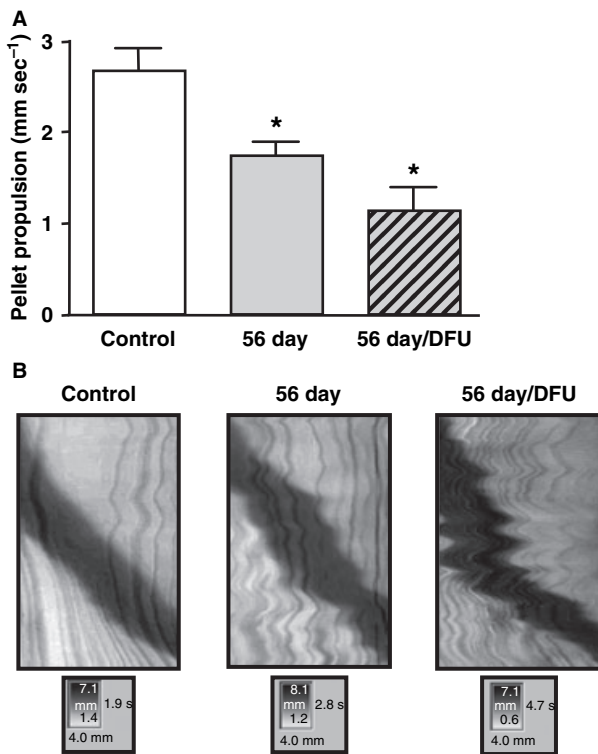 A
Pellet propulsion (mm sec⁻¹)
3
2
1
0
*
*
Control 56 day 56 day/DFU
B
Control 56 day 56 day/DFU
7.1
mm
1.4
1.9 s
4.0 mm
8.1
mm
1.2
2.8 s
4.0 mm
7.1
mm
0.6
4.7 s
4.0 mm